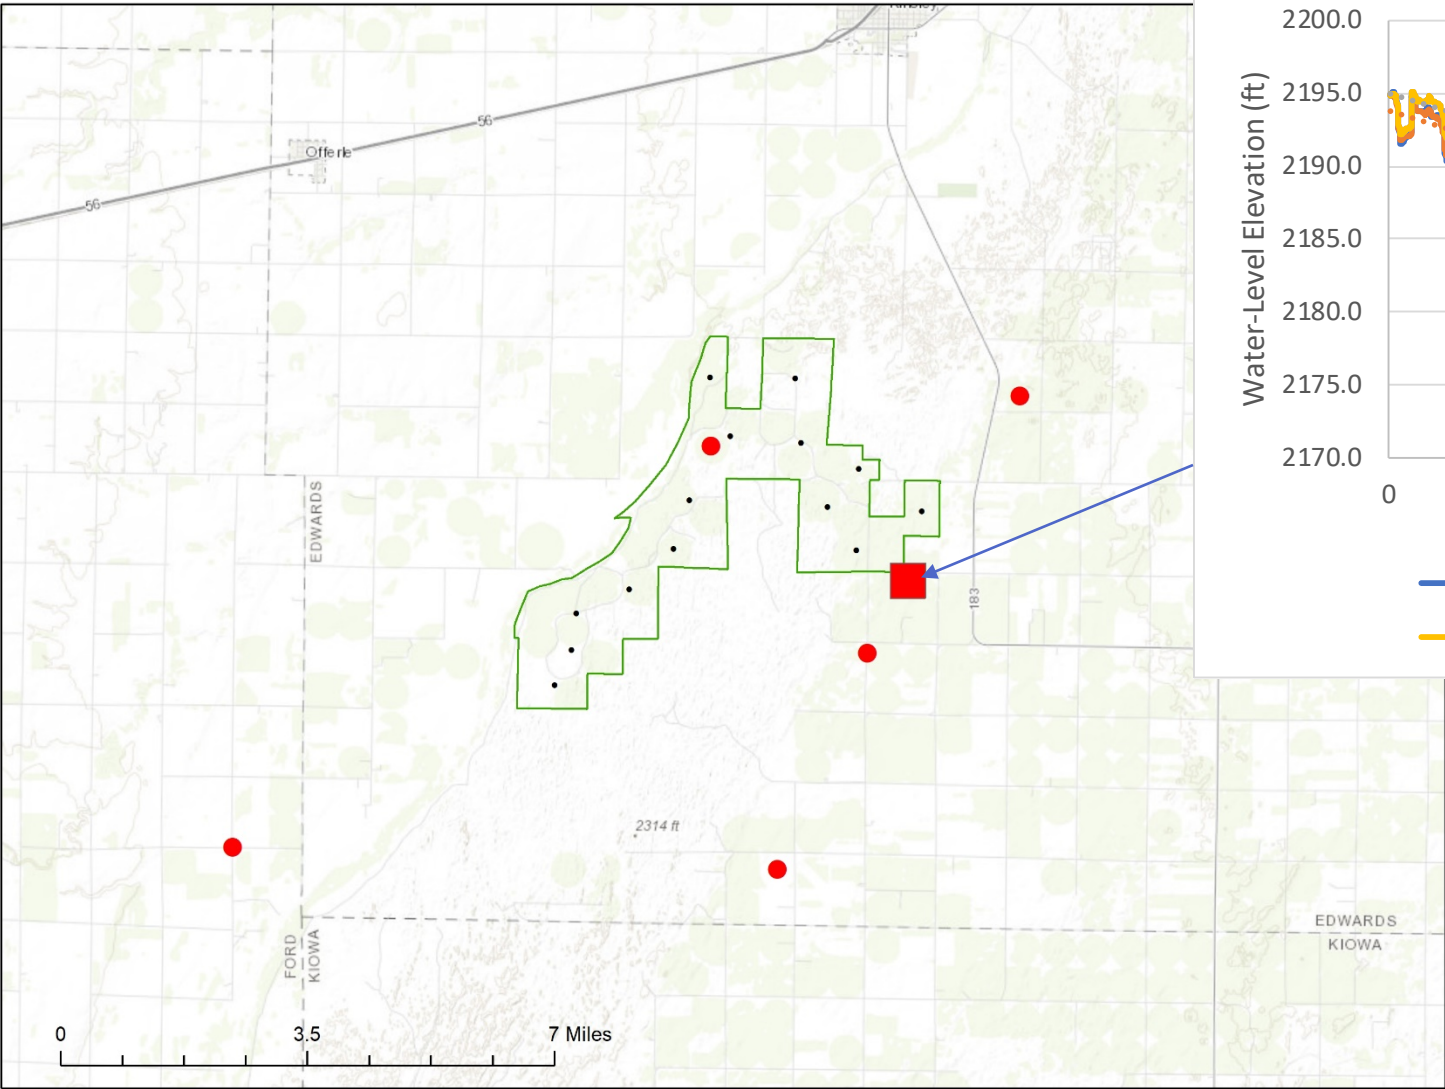 2200.0
2195.0
2190.0
2185.0
2180.0
2175.0
2170.0
0
Water-Level Elevation (ft)
56
Offerle
56
EDWARDS
183
2314 ft
EDWARDS
KIOWA
FORD
KIOWA
0
3.5
7 Miles